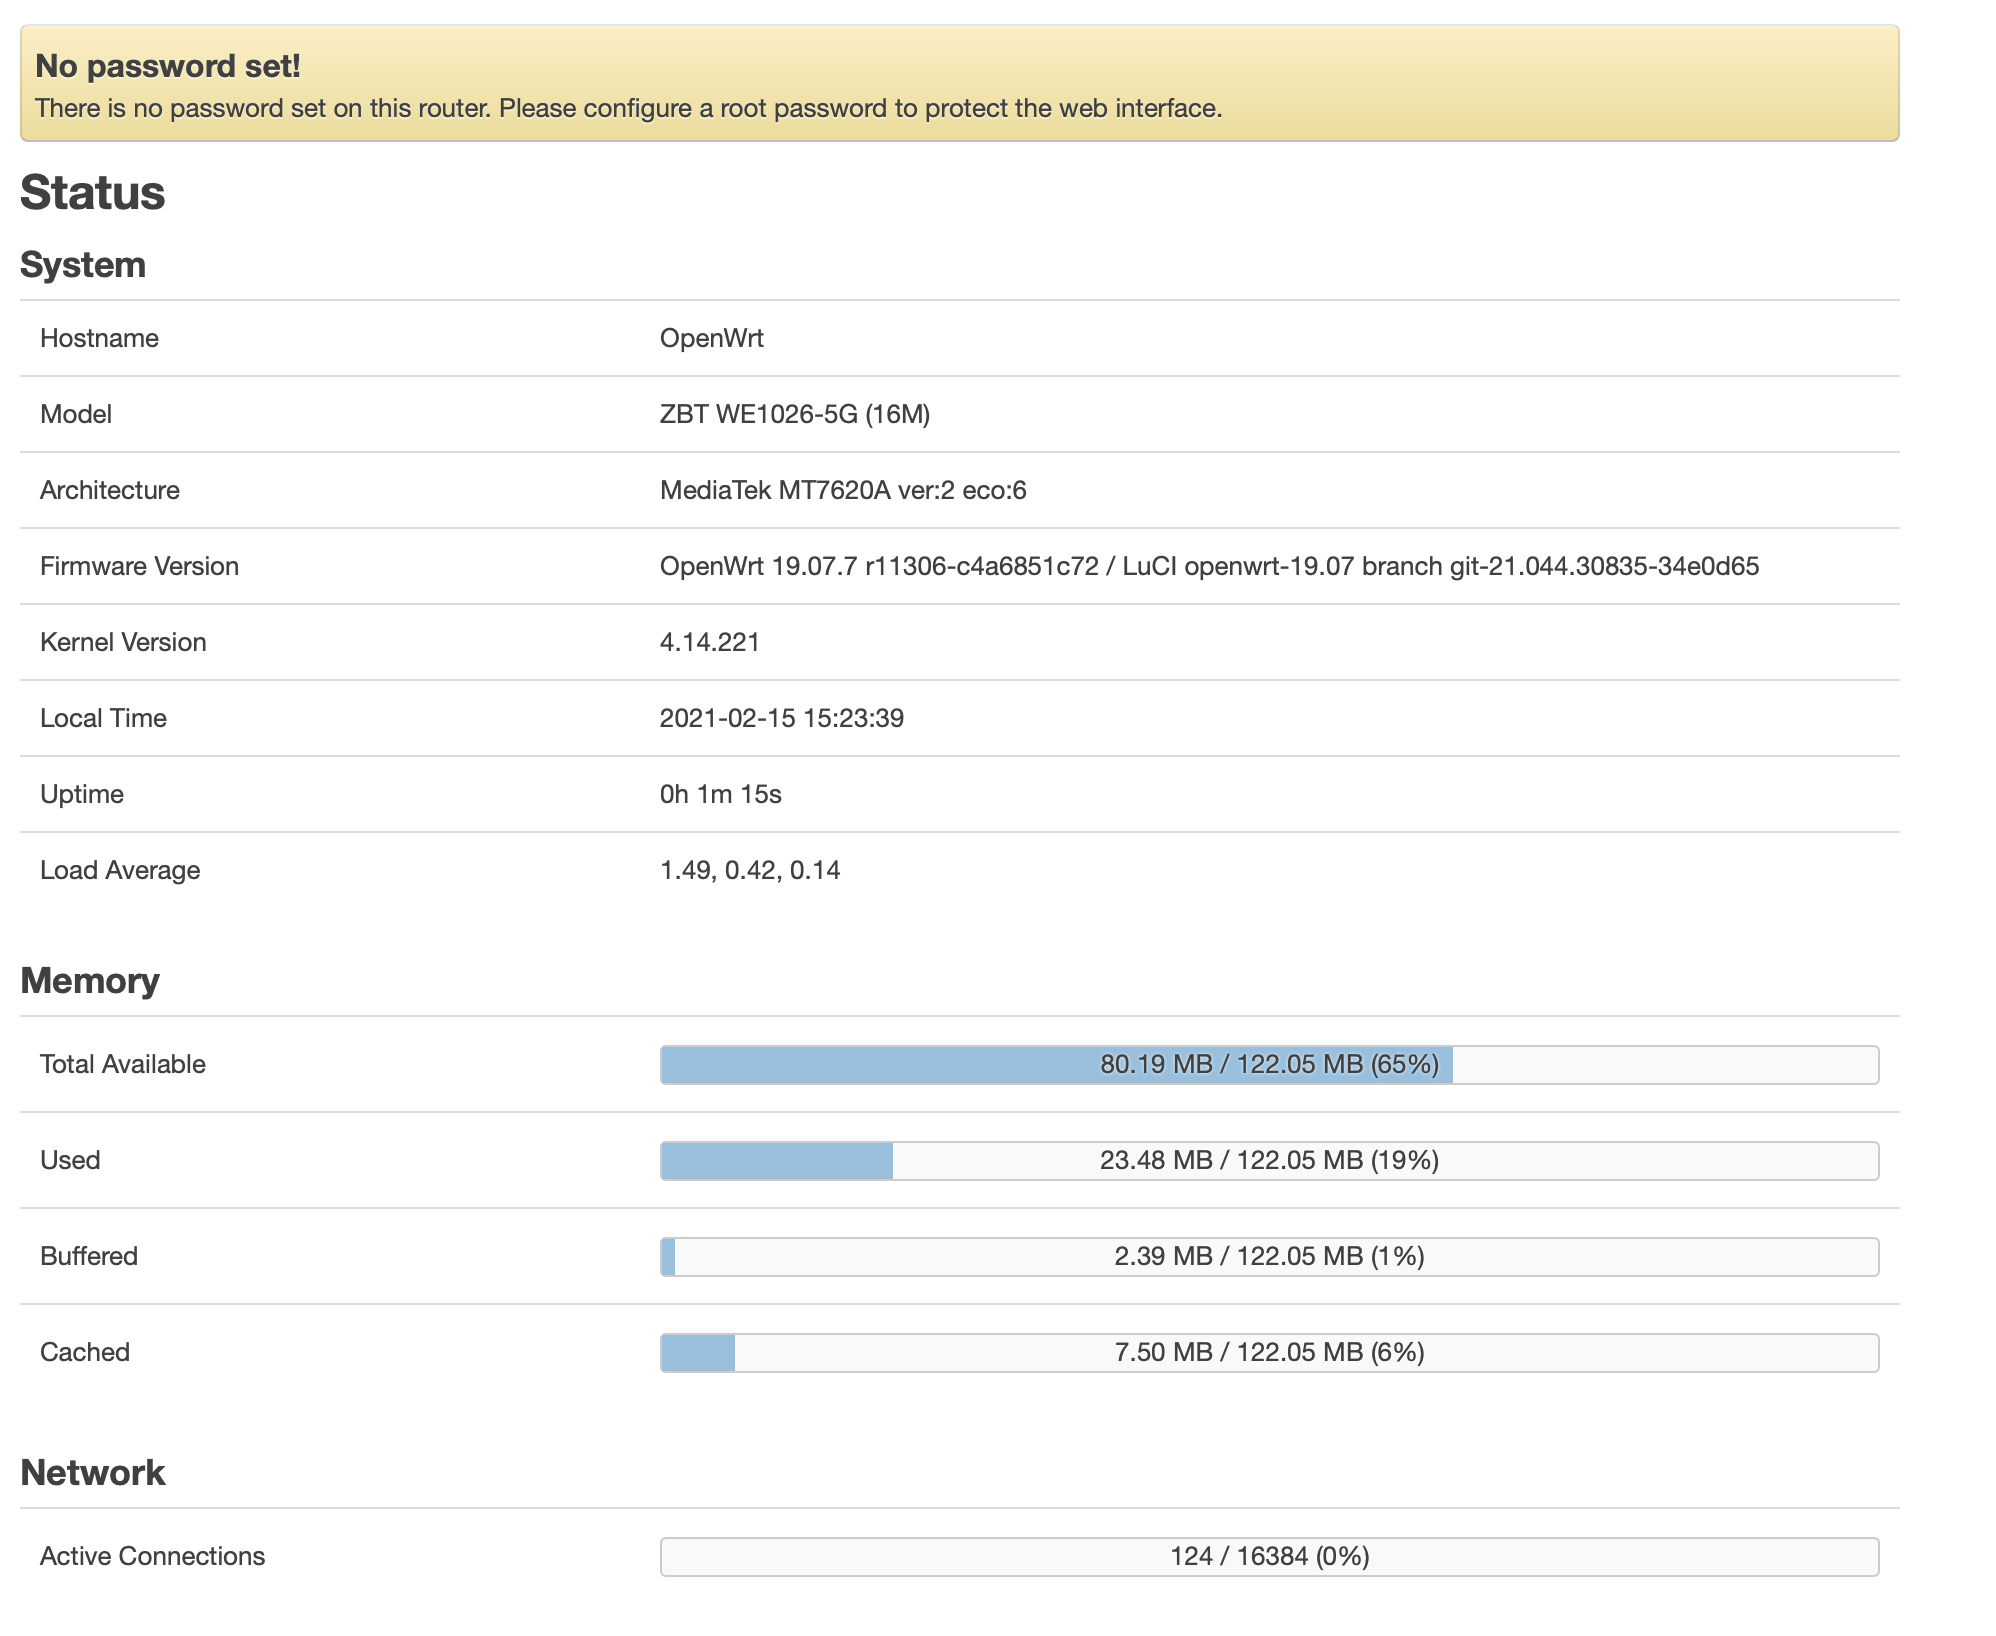 No password set!
There is no password set on this router. Please configure a root password to protect the web interface.
Status
System
Hostname OpenWrt
Model ZBT WE1026-5G (16M)
Architecture MediaTek MT7620A ver:2 eco:6
Firmware Version OpenWrt 19.07.7 r11306-c4a6851c72 / LuCI openwrt-19.07 branch git-21.044.30835-34e0d65
Kernel Version 4.14.221
Local Time 2021-02-15 15:23:39
Uptime 0h 1m 15s
Load Average 1.49, 0.42, 0.14
Memory
Total Available 80.19 MB / 122.05 MB (65%)
Used 23.48 MB / 122.05 MB (19%)
Buffered 2.39 MB / 122.05 MB (1%)
Cached 7.50 MB / 122.05 MB (6%)
Network
Active Connections 124 / 16384 (0%)